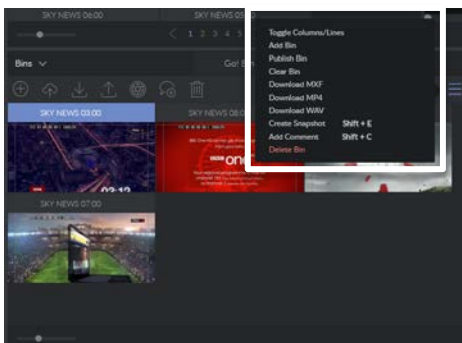 SKY NEWS 06:00 SKY NEWS 05:
1 2 3 4 5
Bins Go!
SKY NEWS 03:00 SKY NEWS 08:
BBC one
03:12
SKY NEWS 07:00
Toggle Columns/Lines
Add Bin
Publish Bin
Clear Bin
Download MXF
Download MP4
Download WAV
Create Snapshot Shift + E
Add Comment Shift + C
Delete Bin